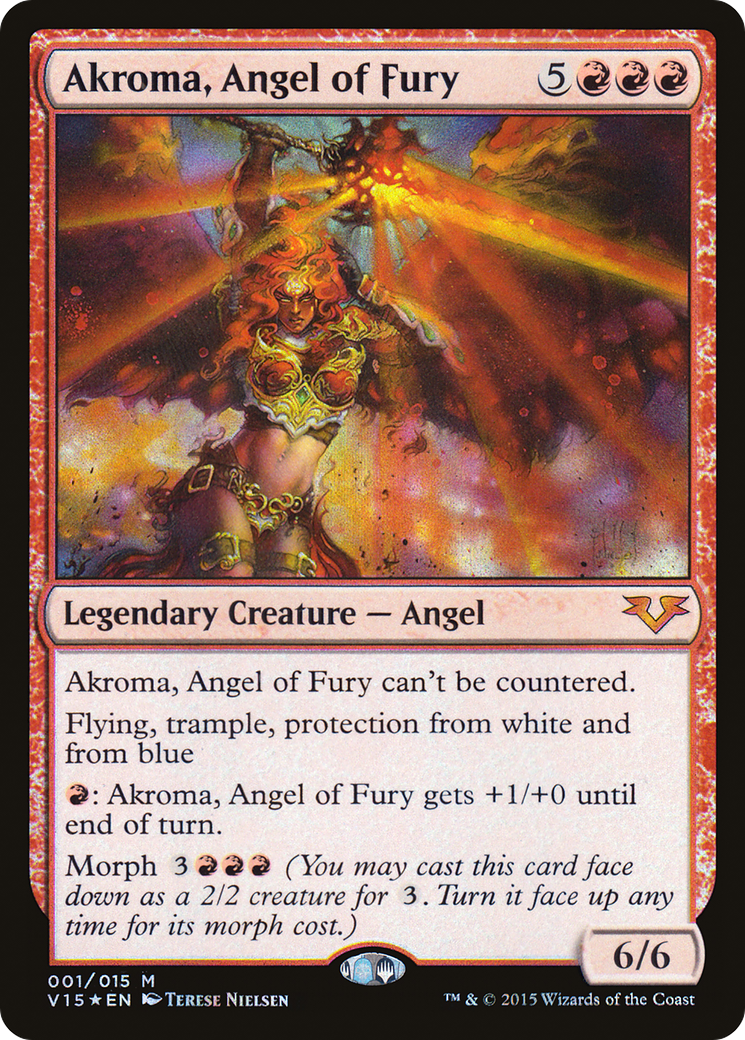 Akroma, Angel of Fury 5
Legendary Creature — Angel
Akroma, Angel of Fury can't be countered.
Flying, trample, protection from white and
from blue
: Akroma, Angel of Fury gets +1/+0 until
end of turn.
Morph 3 (You may cast this card face
down as a 2/2 creature for 3. Turn it face up any
time for its morph cost.)
6/6
001/015 M
V15★EN Terese Nielsen
™ & © 2015 Wizards of the Coast